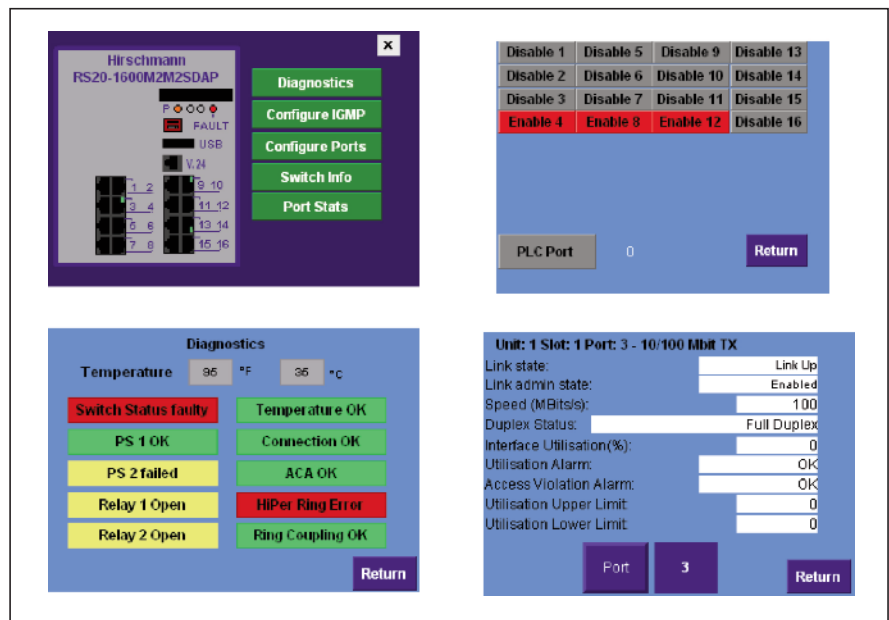 Hirschmann
RS20-1600M2M2SDAP
X
P
FAULT
USB
V.24
1 2
9 10
3 4
11 12
5 6
13 14
7 8
15 16
Diagnostics
Configure IGMP
Configure Ports
Switch Info
Port Stats
Disable 1 Disable 5 Disable 9 Disable 13
Disable 2 Disable 6 Disable 10 Disable 14
Disable 3 Disable 7 Disable 11 Disable 15
Enable 4 Enable 8 Enable 12 Disable 16
PLC Port 0 Return
Diagnostics
Temperature 95 °F 35 °C
Switch Status faulty Temperature OK
PS 1 OK Connection OK
PS 2 failed ACA OK
Relay 1 Open HiPer Ring Error
Relay 2 Open Ring Coupling OK
Return
Unit: 1 Slot: 1 Port: 3 - 10/100 Mbit TX
Link state: Link Up
Link admin state: Enabled
Speed (MBits/s): 100
Duplex Status: Full Duplex
Interface Utilisation(%): 0
Utilisation Alarm: OK
Access Violation Alarm: OK
Utilisation Upper Limit 0
Utilisation Lower Limit 0
Port 3 Return